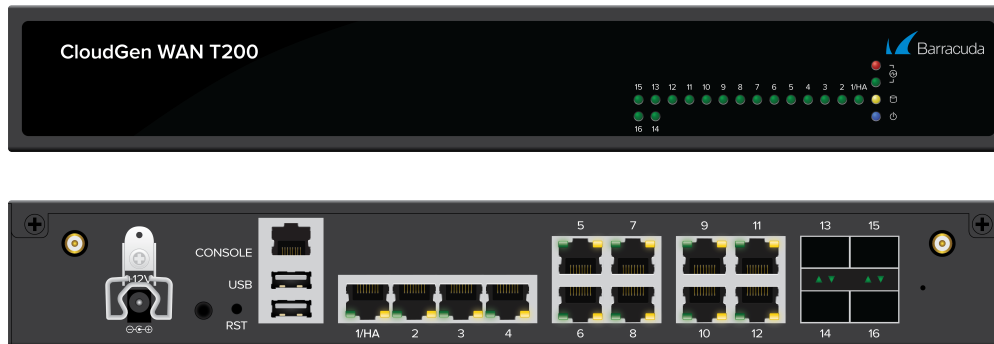 CloudGen WAN T200
Barracuda
15 13 12 11 10 9 8 7 6 5 4 3 2 1/HA
16 14
5 7 9 11 13 15
CONSOLE
12V
USB
RST
1/HA 2 3 4 6 8 10 12 14 16